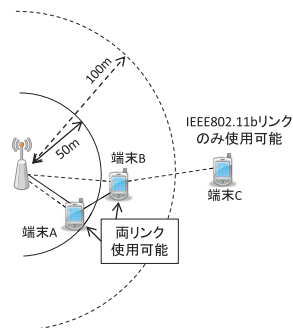 100m
50m
IEEE802.11bリンク
のみ使用可能
端末B
端末C
端末A
両リンク
使用可能